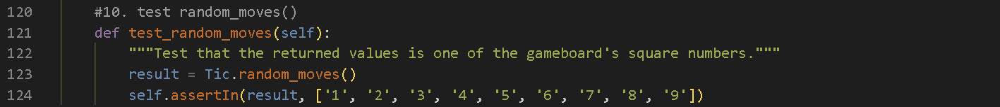 120 #10. test random_moves()
121 def test_random_moves(self):
122 """Test that the returned values is one of the gameboard's square numbers."""
123 result = Tic.random_moves()
124 self.assertIn(result, ['1', '2', '3', '4', '5', '6', '7', '8', '9'])